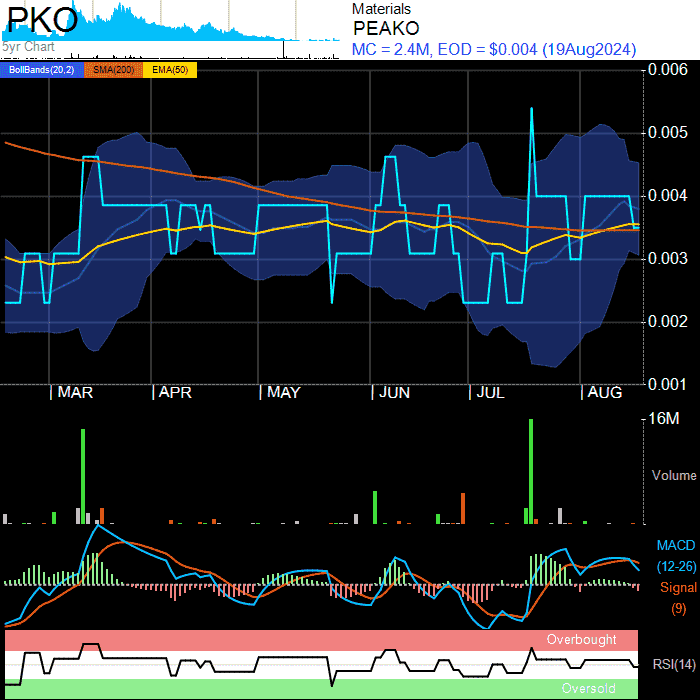 PKO
5yr Chart
Materials
PEAKO
MC = 2.4M, EOD = $0.004 (19Aug2024)
BollBands(20,2) SMA(200) EMA(50)
0.006
0.005
0.004
0.003
0.002
0.001
MAR APR MAY JUN JUL AUG
16M
Volume
MACD
(12-26)
Signal
(9)
Overbought
RSI(14)
Oversold